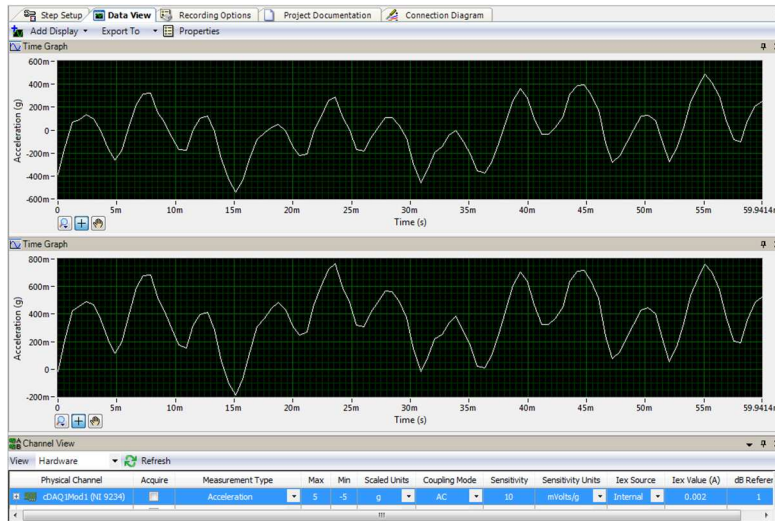 Step Setup Data View Recording Options Project Documentation Connection Diagram
Add Display Export To Properties
Time Graph
600m
400m
200m
0
-200m
-400m
-600m
Acceleration (g)
0 5m 10m 15m 20m 25m 30m 35m 40m 45m 50m 55m 59.9414m
Time (s)
Time Graph
800m
600m
400m
200m
0
-200m
Acceleration (g)
0 5m 10m 15m 20m 25m 30m 35m 40m 45m 50m 55m 59.9414m
Time (s)
Channel View
View Hardware Refresh
Physical Channel Acquire Measurement Type Max Min Scaled Units Coupling Mode Sensitivity Sensitivity Units Iex Source Iex Value (A) dB Referen
cDAQ1Mod1 (NI 9234) Acceleration 5 -5 g AC 10 mVolts/g Internal 0.002 1